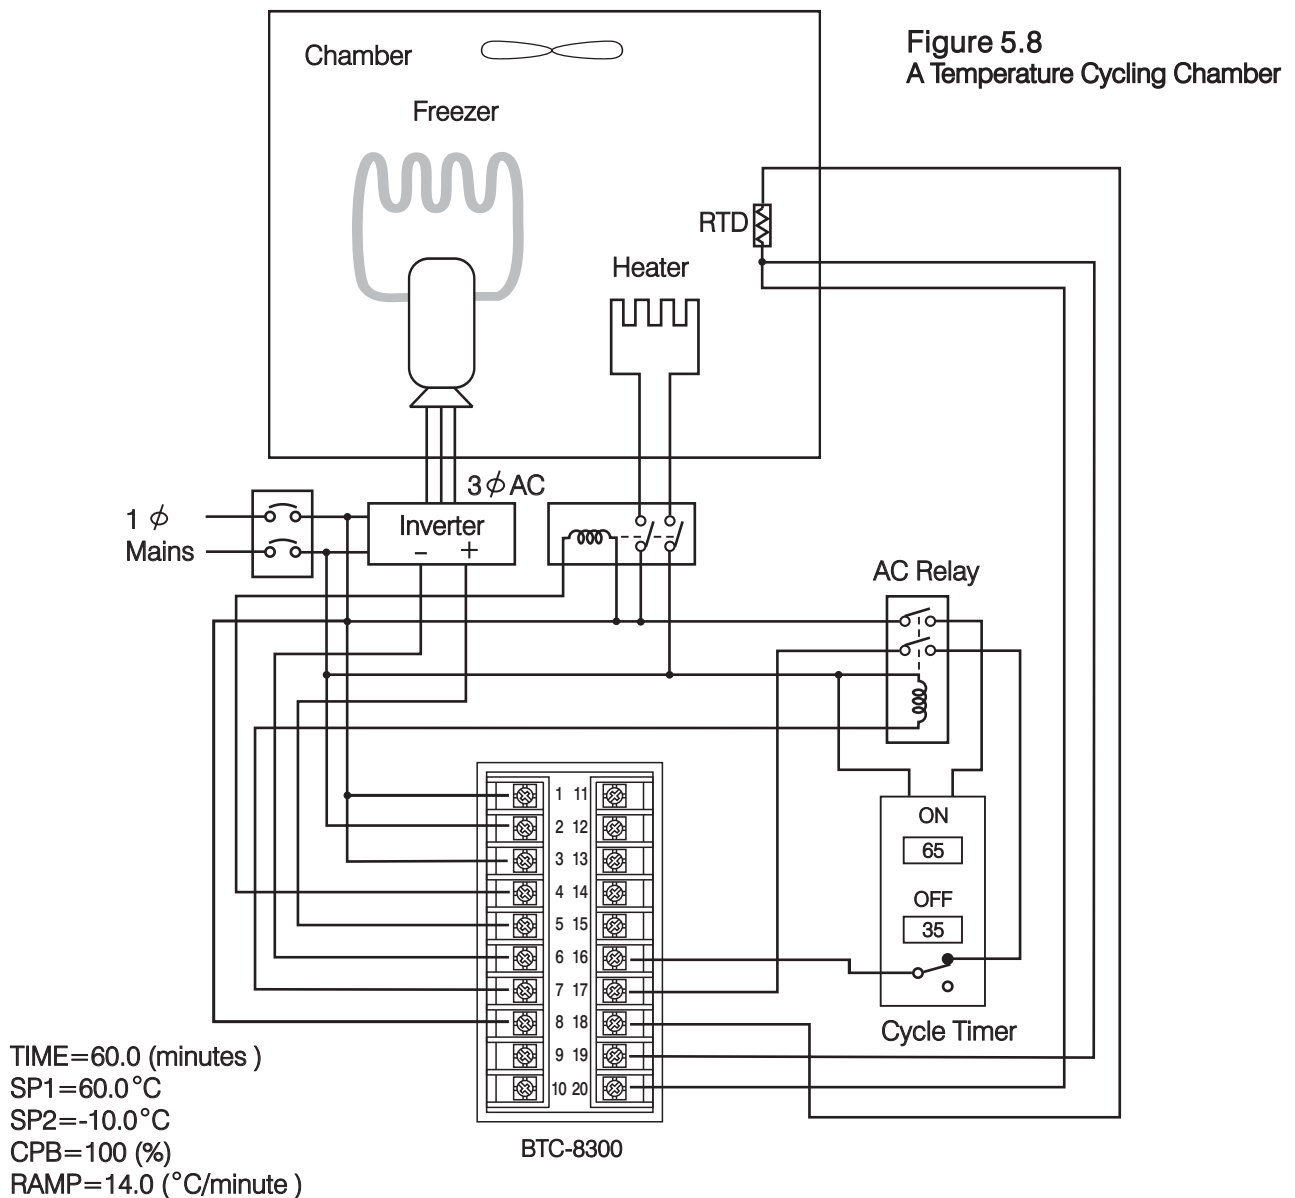 Figure 5.8
A Temperature Cycling Chamber
Chamber
Freezer
RTD
Heater
3 ϕ AC
1 ϕ
Mains
Inverter
− +
AC Relay
ON
65
OFF
35
Cycle Timer
1 11
2 12
3 13
4 14
5 15
6 16
7 17
8 18
9 19
10 20
BTC-8300
TIME=60.0 (minutes )
SP1=60.0°C
SP2=-10.0°C
CPB=100 (%)
RAMP=14.0 (°C/minute )